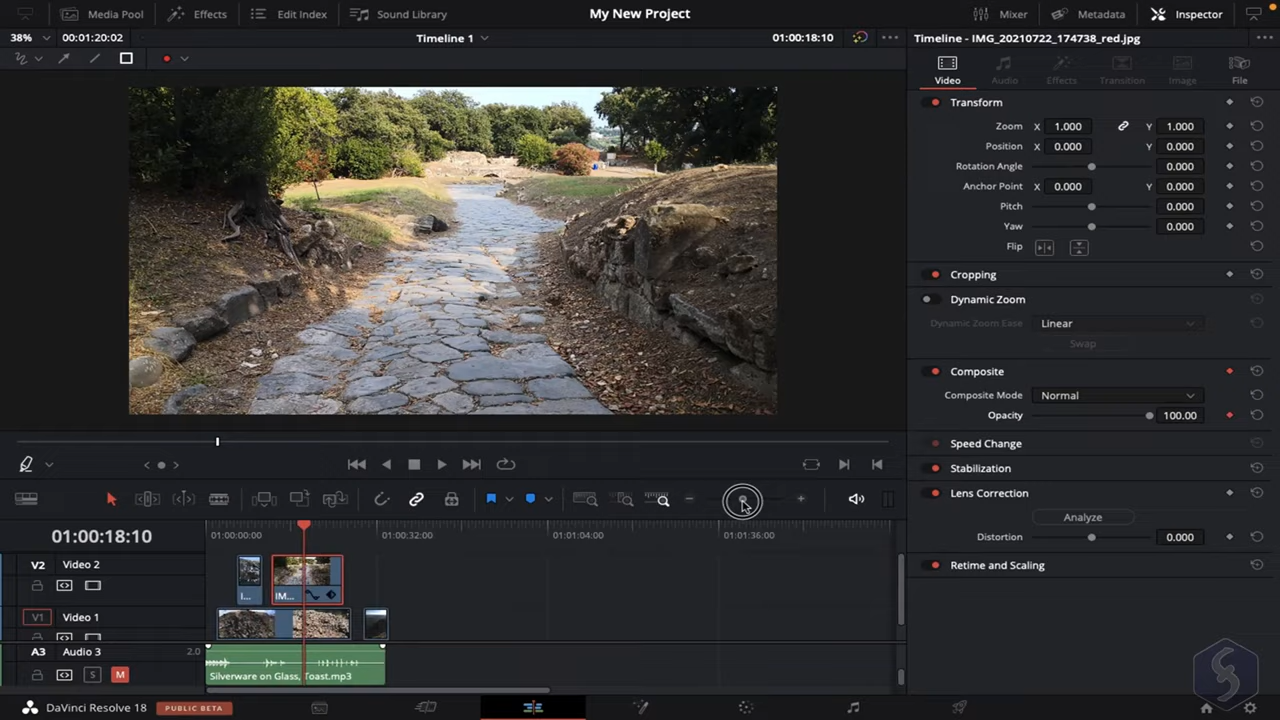 Media Pool Effects Edit Index Sound Library My New Project Mixer Metadata Inspector
38% 00:01:20:02 Timeline 1 01:00:18:10 Timeline - IMG_20210722_174738_red.jpg
Video Audio Effects Transition Image File
Transform
Zoom X 1.000 Y 1.000
Position X 0.000 Y 0.000
Rotation Angle 0.000
Anchor Point X 0.000 Y 0.000
Pitch 0.000
Yaw 0.000
Flip
Cropping
Dynamic Zoom
Dynamic Zoom Ease Linear
Swap
Composite
Composite Mode Normal
Opacity 100.00
Speed Change
Stabilization
Lens Correction
Analyze
Distortion 0.000
Retime and Scaling
01:00:18:10 01:00:00:00 01:00:32:00 01:01:04:00 01:01:36:00
V2 Video 2
I... IM...
V1 Video 1
A3 Audio 3 2.0
S M Silverware on Glass, Toast.mp3
DaVinci Resolve 18 PUBLIC BETA